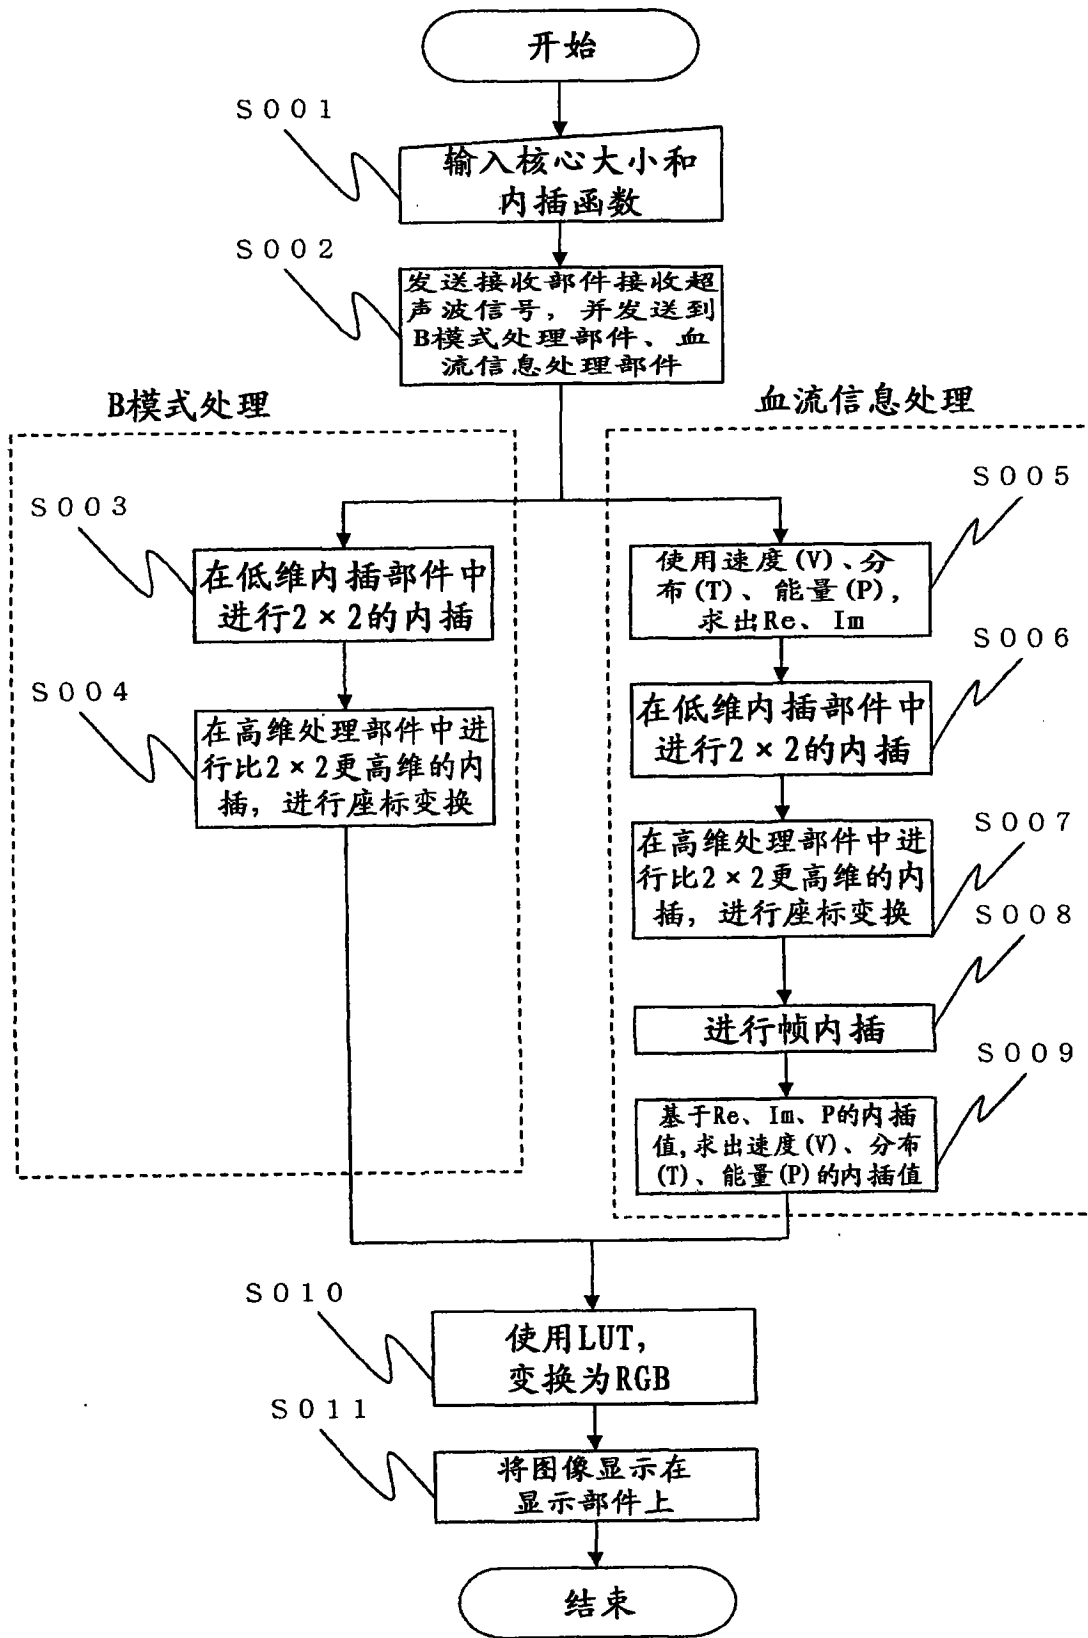 开始
S001
输入核心大小和
内插函数
S002
发送接收部件接收超
声波信号，并发送到
B模式处理部件、血
流信息处理部件
B模式处理
S003
在低维内插部件中
进行2×2的内插
S004
在高维处理部件中进
行比2×2更高维的内
插，进行座标变换
血流信息处理
S005
使用速度(V)、分
布(T)、能量(P)，
求出Re、Im
S006
在低维内插部件中
进行2×2的内插
S007
在高维处理部件中进
行比2×2更高维的内
插，进行座标变换
S008
进行帧内插
S009
基于Re、Im、P的内插
值,求出速度(V)、分布
(T)、能量(P)的内插值
S010
使用LUT，
变换为RGB
S011
将图像显示在
显示部件上
结束